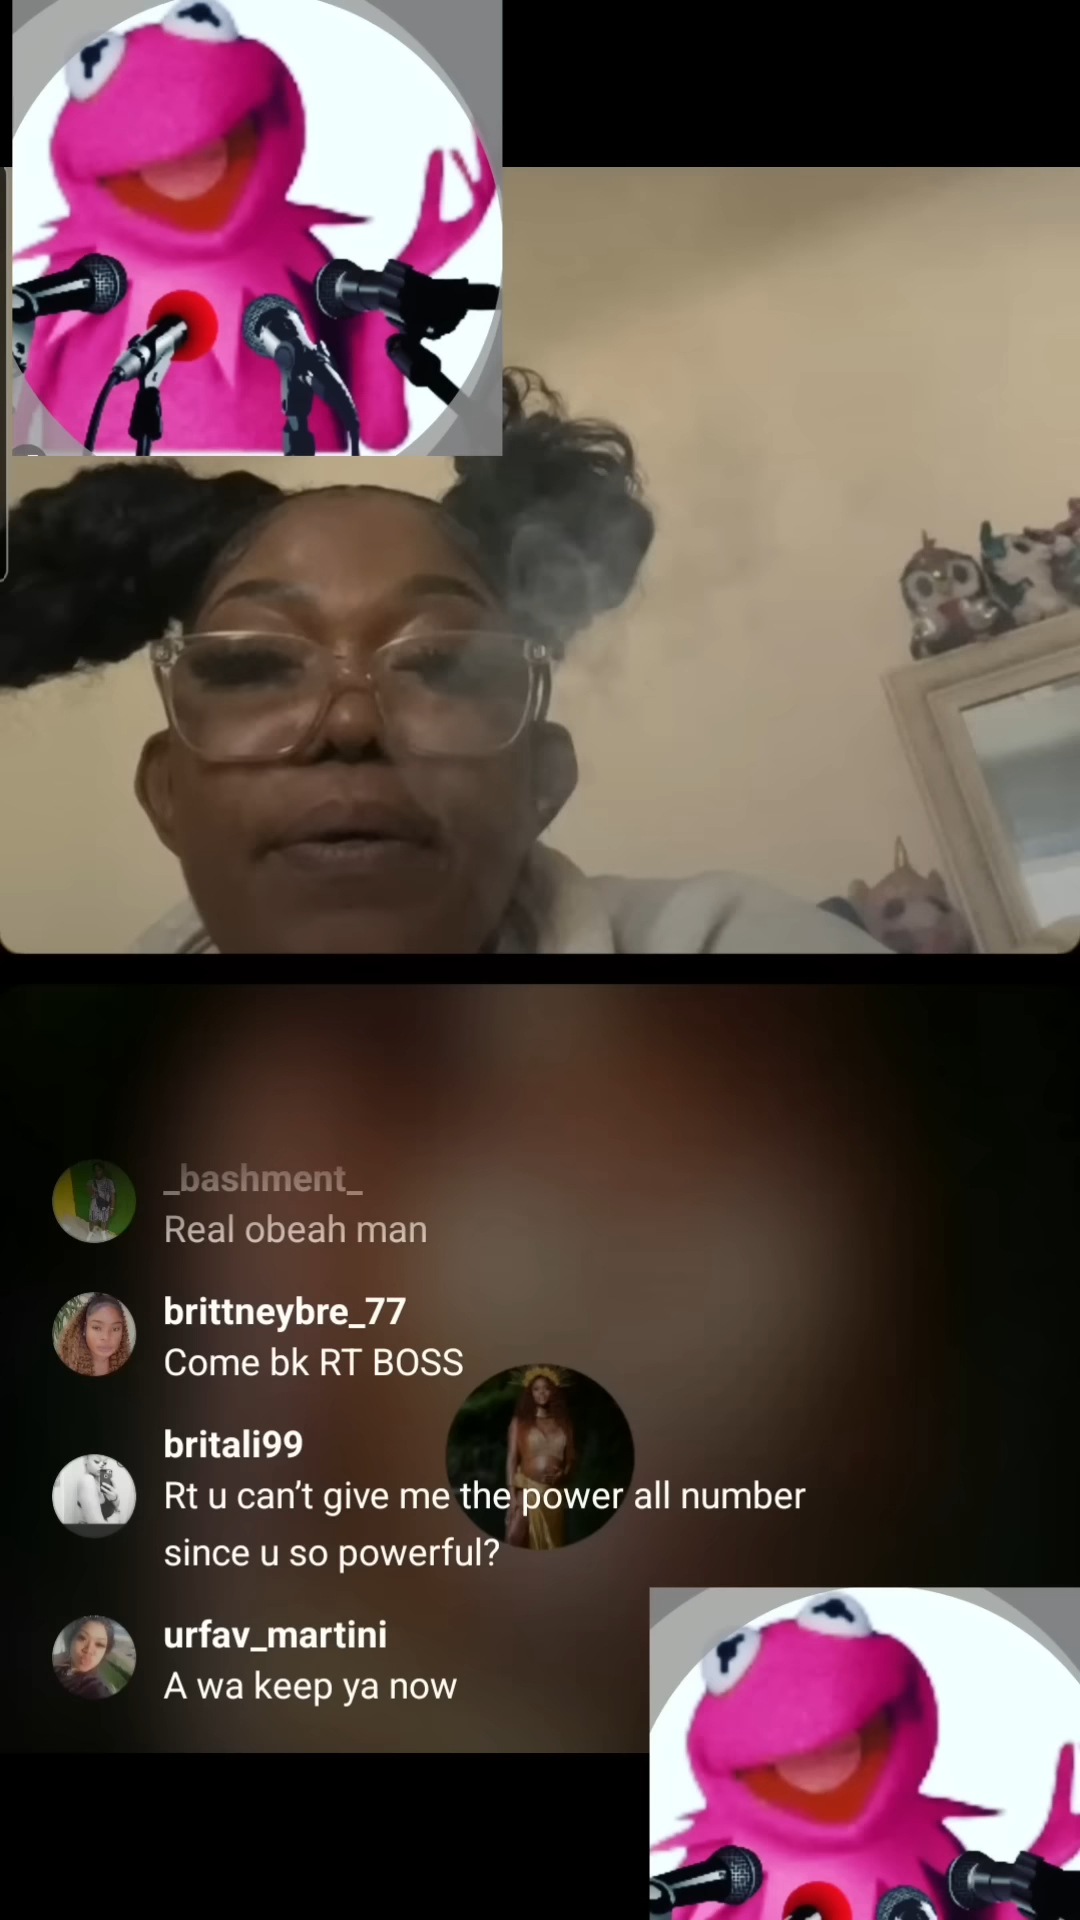 _bashment_
Real obeah man
brittneybre_77
Come bk RT BOSS
britali99
Rt u can’t give me the power all number
since u so powerful?
urfav_martini
A wa keep ya now